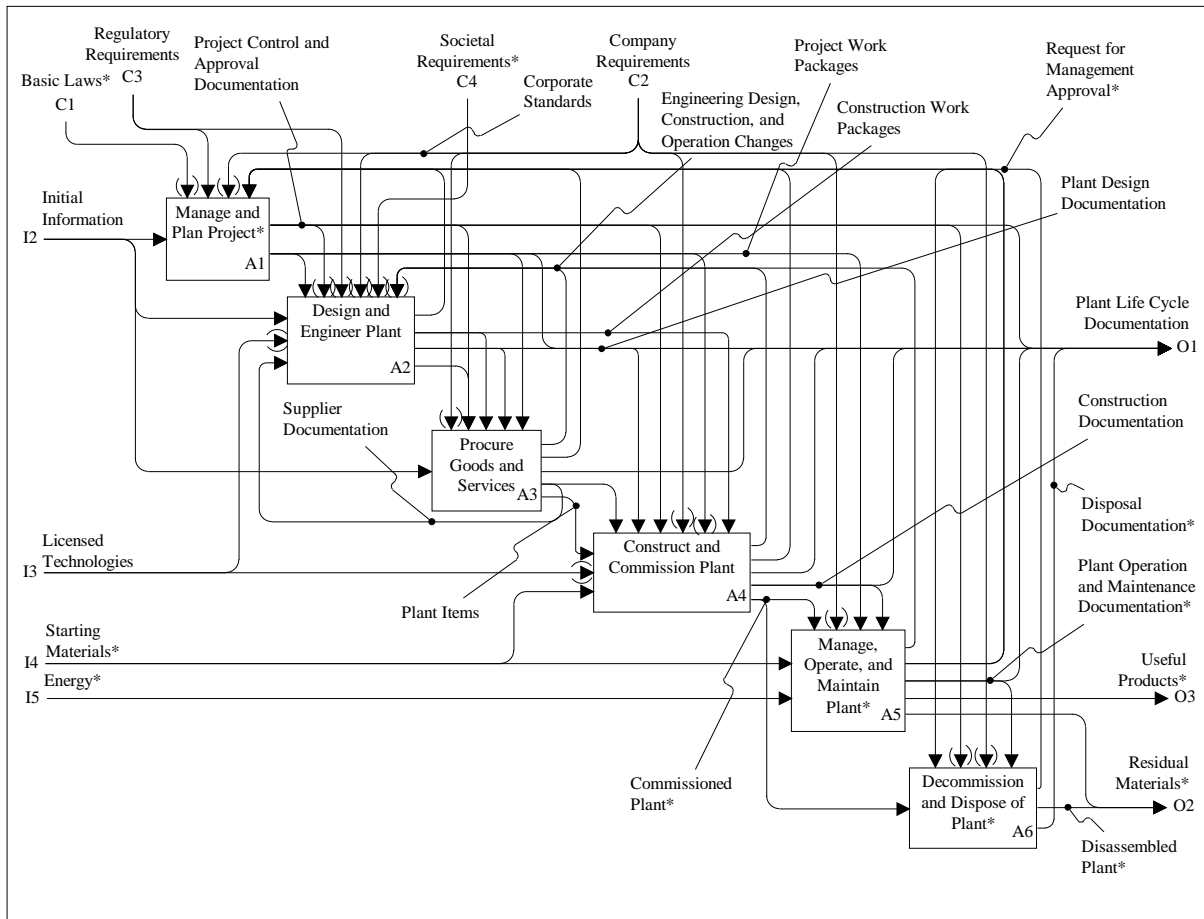 Regulatory
Requirements
C3
Basic Laws*
C1
Project Control and
Approval
Documentation
Societal
Requirements*
C4
Corporate
Standards
Company
Requirements
C2
Engineering Design,
Construction, and
Operation Changes
Project Work
Packages
Construction Work
Packages
Request for
Management
Approval*
Plant Design
Documentation
Initial
Information
I2
Manage and
Plan Project*
A1
Design and
Engineer Plant
A2
Plant Life Cycle
Documentation
O1
Supplier
Documentation
Procure
Goods and
Services
A3
Construction
Documentation
Disposal
Documentation*
Licensed
Technologies
I3
Construct and
Commission Plant
A4
Plant Items
Plant Operation
and Maintenance
Documentation*
Starting
Materials*
I4
Energy*
I5
Manage,
Operate, and
Maintain
Plant*
A5
Useful
Products*
O3
Commissioned
Plant*
Decommission
and Dispose of
Plant*
A6
Residual
Materials*
O2
Disassembled
Plant*